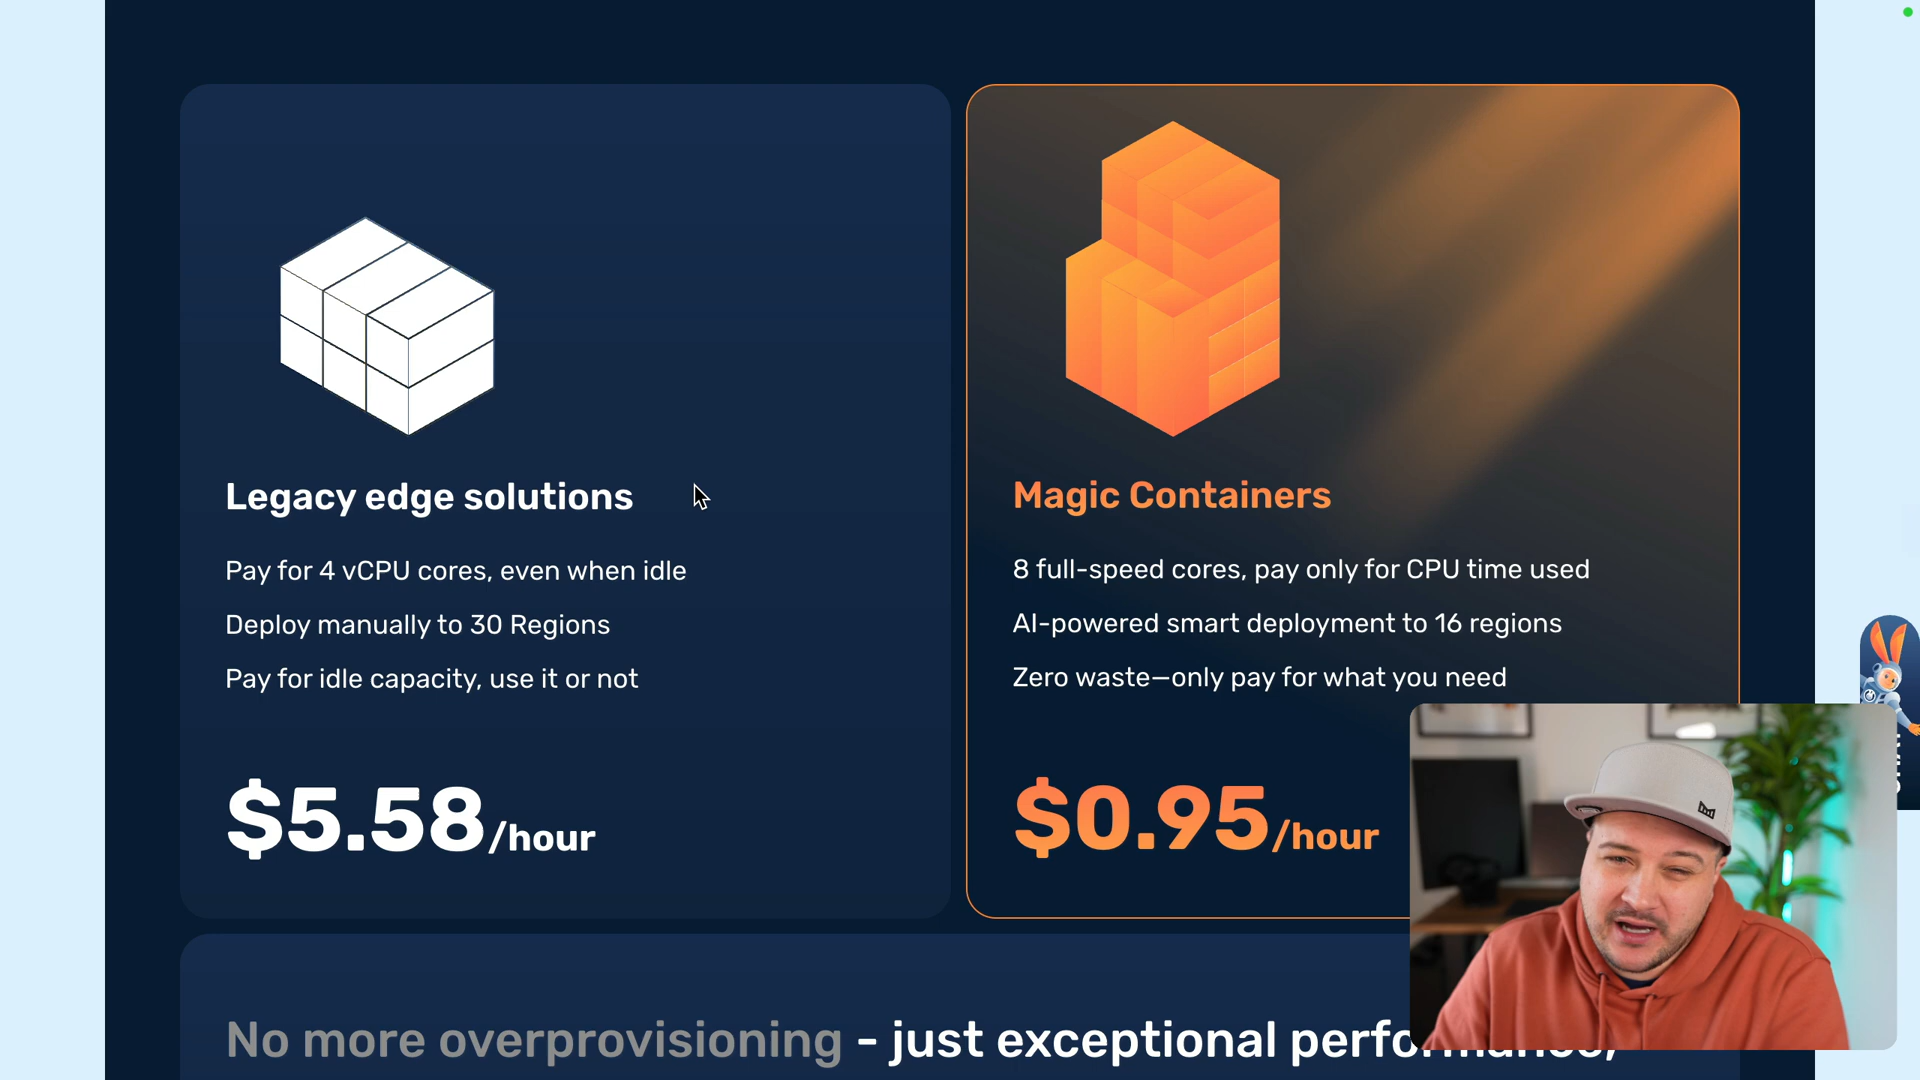 Legacy edge solutions
Pay for 4 vCPU cores, even when idle
Deploy manually to 30 Regions
Pay for idle capacity, use it or not
$5.58/hour
Magic Containers
8 full-speed cores, pay only for CPU time used
AI-powered smart deployment to 16 regions
Zero waste—only pay for what you need
$0.95/hour
No more overprovisioning - just exceptional performance,